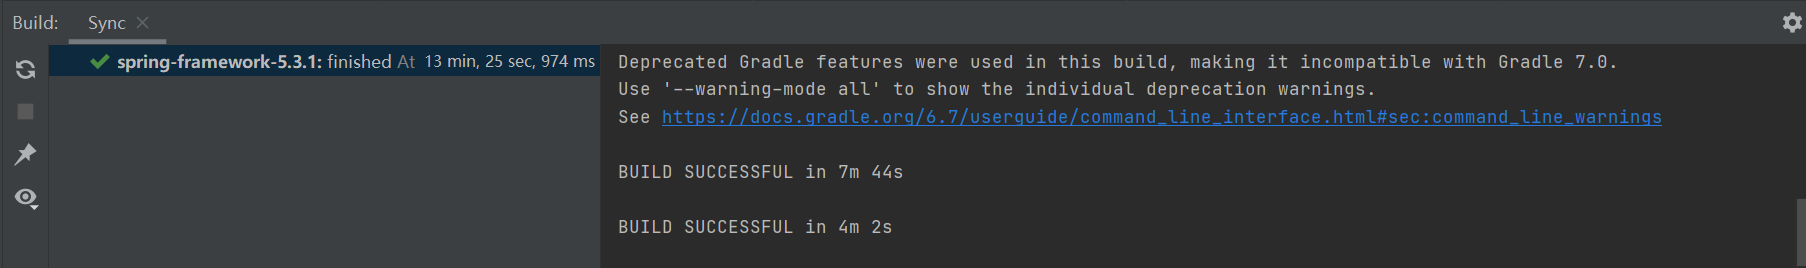 Build: Sync
spring-framework-5.3.1: finished At 13 min, 25 sec, 974 ms
Deprecated Gradle features were used in this build, making it incompatible with Gradle 7.0.
Use '--warning-mode all' to show the individual deprecation warnings.
See https://docs.gradle.org/6.7/userguide/command_line_interface.html#sec:command_line_warnings
BUILD SUCCESSFUL in 7m 44s
BUILD SUCCESSFUL in 4m 2s